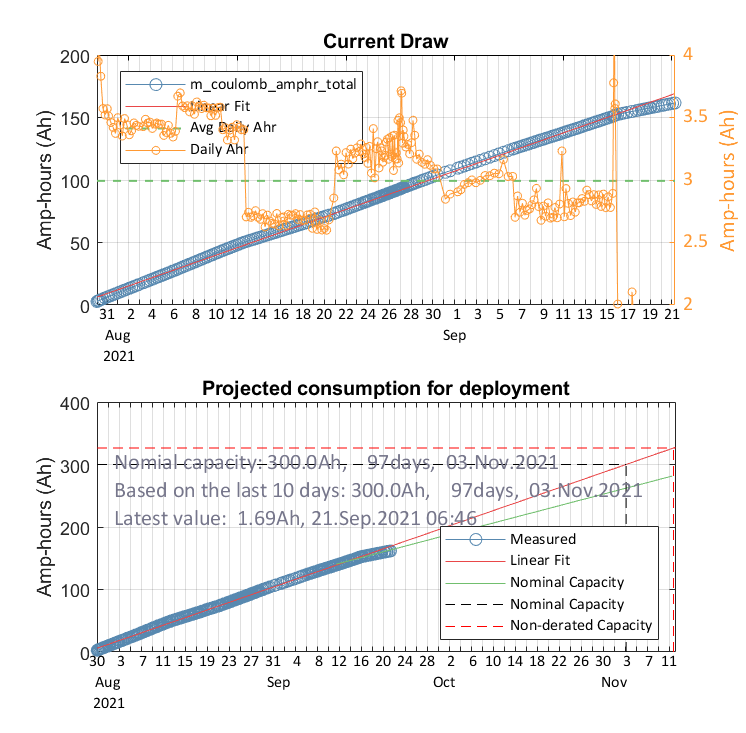 Current Draw
200
150
100
50
0
Amp-hours (Ah)
4
3.5
3
2.5
2
Amp-hours (Ah)
m_coulomb_amphr_total
Linear Fit
Avg Daily Ahr
Daily Ahr
31 2 4 6 8 10 12 14 16 18 20 22 24 26 28 30 1 3 5 7 9 11 13 15 17 19 21
Aug Sep
2021
Projected consumption for deployment
400
300
200
100
0
Amp-hours (Ah)
Nomial capacity: 300.0Ah, 97days, 03.Nov.2021
Based on the last 10 days: 300.0Ah, 97days, 03.Nov.2021
Latest value: 1.69Ah, 21.Sep.2021 06:46
Measured
Linear Fit
Nominal Capacity
Nominal Capacity
Non-derated Capacity
30 3 7 11 15 19 23 27 31 4 8 12 16 20 24 28 2 6 10 14 18 22 26 30 3 7 11
Aug Sep Oct Nov
2021